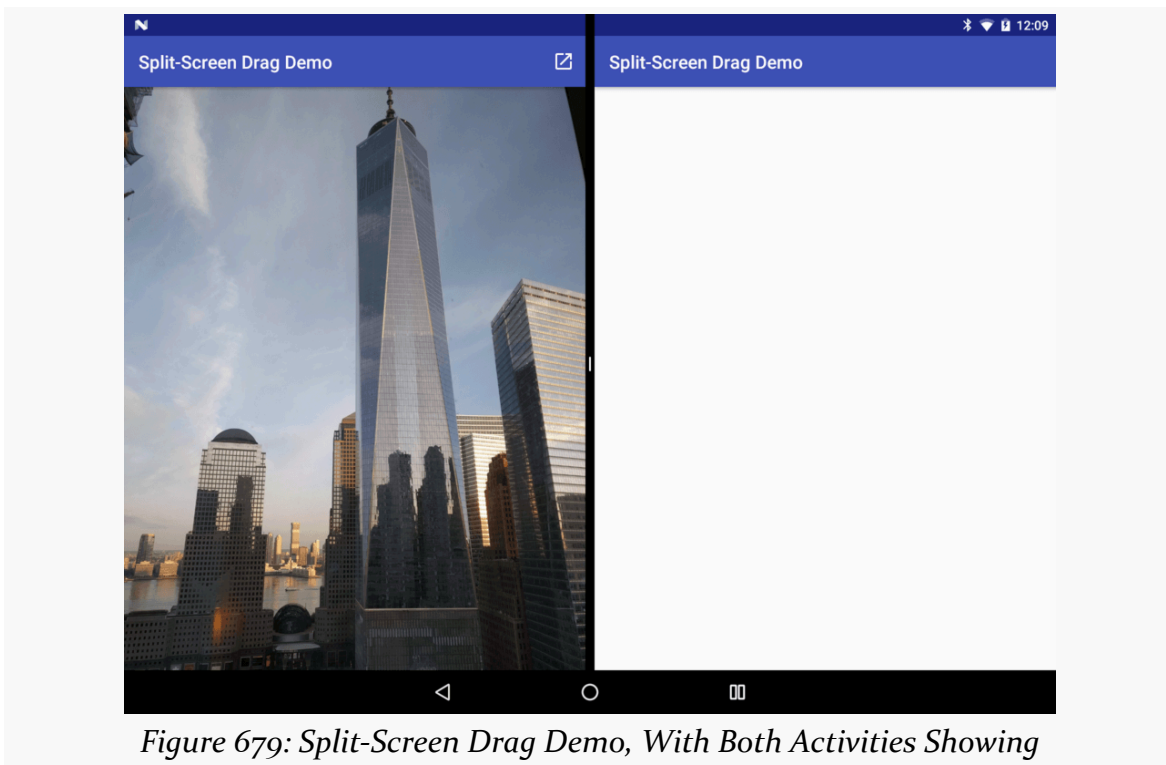 12:09
Split-Screen Drag Demo
Split-Screen Drag Demo
Figure 679: Split-Screen Drag Demo, With Both Activities Showing